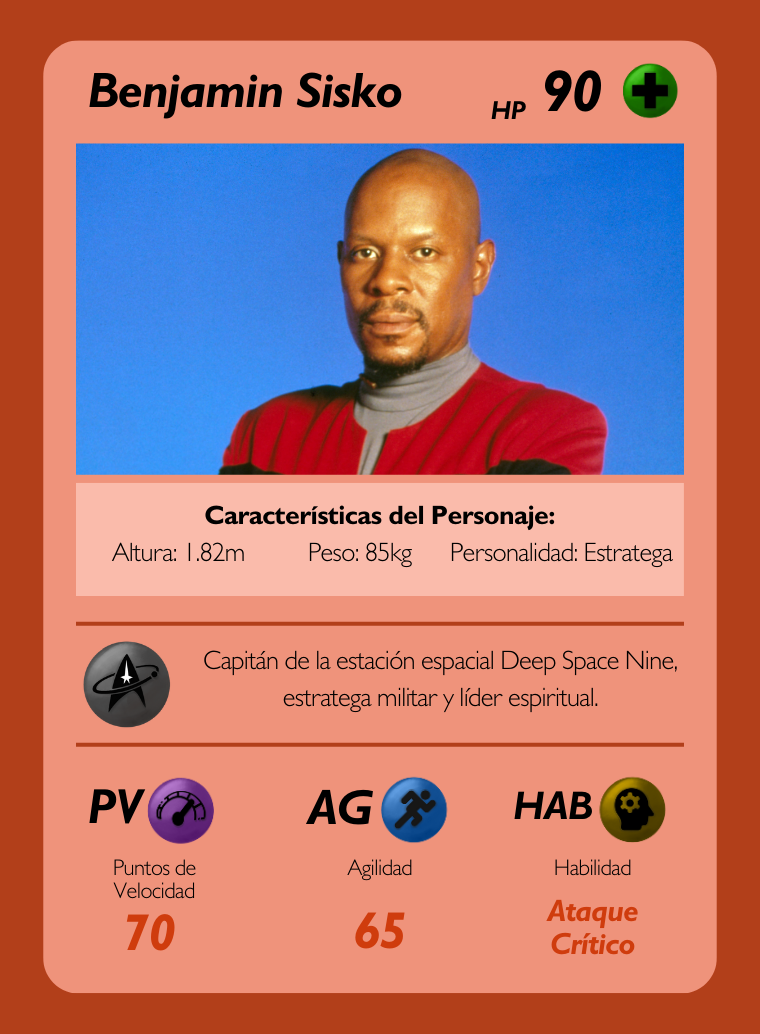 Benjamin Sisko HP 90
Características del Personaje:
Altura: 1.82m Peso: 85kg Personalidad: Estratega
Capitán de la estación espacial Deep Space Nine,
estratega militar y líder espiritual.
PV AG HAB
Puntos de
Velocidad
Agilidad
Habilidad
70
65
Ataque
Crítico